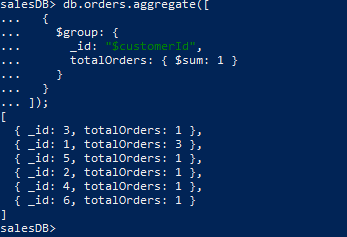 salesDB> db.orders.aggregate([
...   {
...     $group: {
...       _id: "$customerId",
...       totalOrders: { $sum: 1 }
...     }
...   }
... ]);
[
  { _id: 3, totalOrders: 1 },
  { _id: 1, totalOrders: 3 },
  { _id: 5, totalOrders: 1 },
  { _id: 2, totalOrders: 1 },
  { _id: 4, totalOrders: 1 },
  { _id: 6, totalOrders: 1 }
]
salesDB>